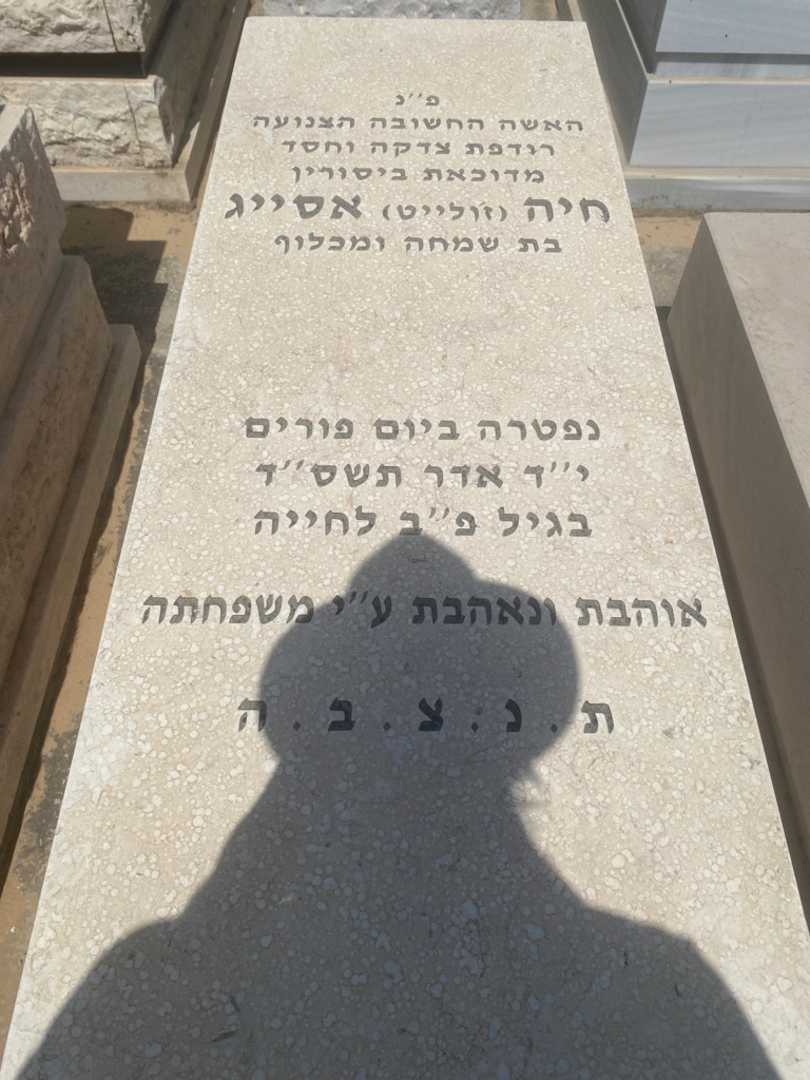 פ״נ
האשה החשובה הצנועה
רודפת צדקה וחסד
מדוכאת ביסורין
חיה (ז'ולייט) אסייג
בת שמחה ומכלוף
נפטרה ביום פורים
י״ד אדר תשס״ד
בגיל פ״ב לחייה
אוהבת ונאהבת ע״י משפחתה
ת.נ.צ.ב.ה